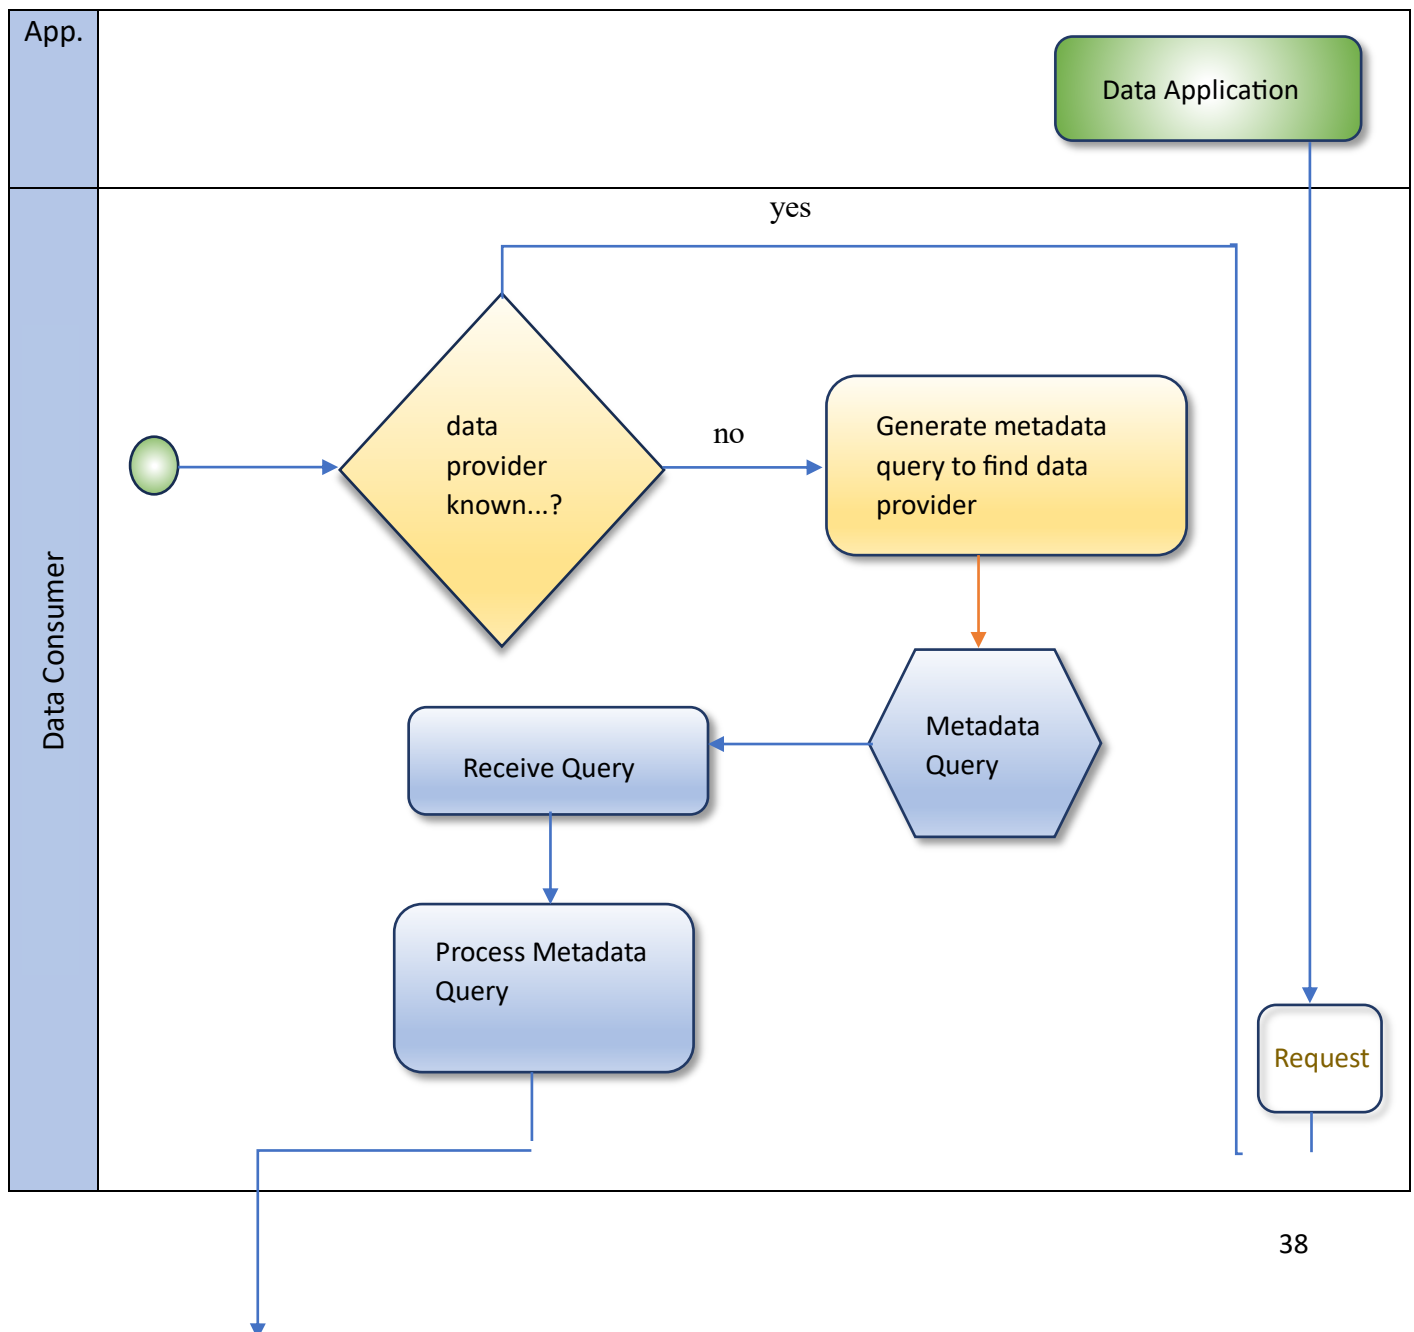 App.
Data Application
yes
data
provider
known...?
no
Generate metadata
query to find data
provider
Data Consumer
Metadata
Query
Receive Query
Process Metadata
Query
Request
38